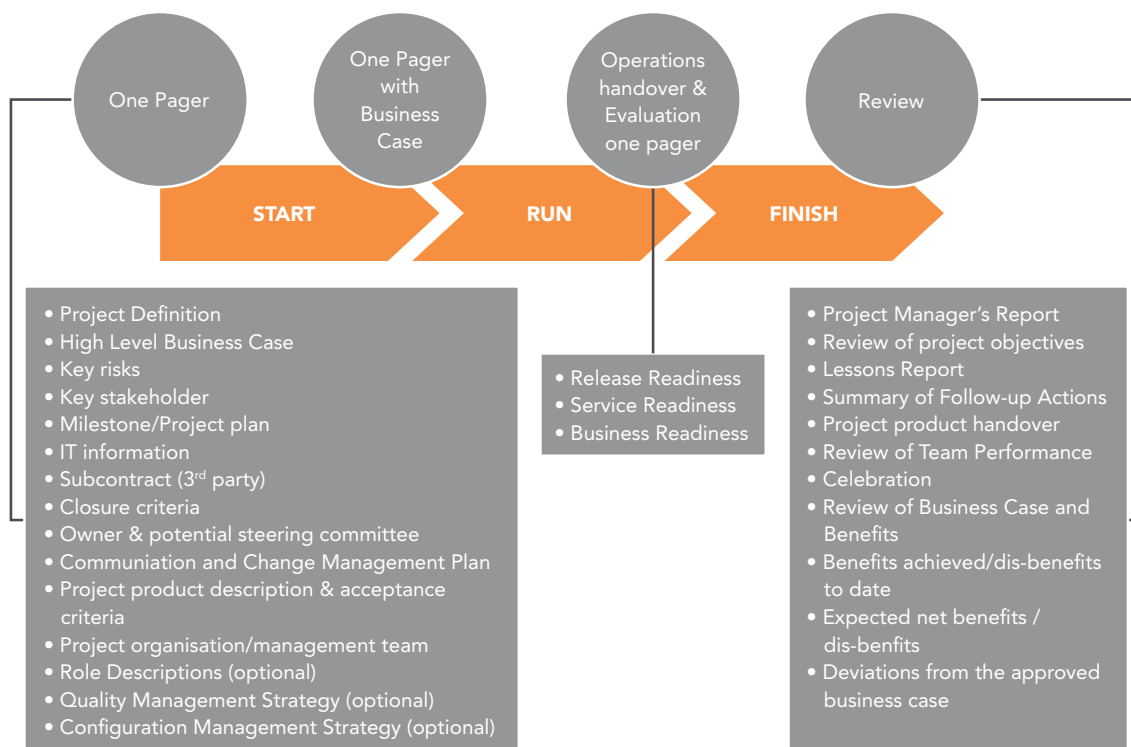 One Pager
One Pager
with
Business
Case
Operations
handover &
Evaluation
one pager
Review
START
RUN
FINISH
• Project Definition
• High Level Business Case
• Key risks
• Key stakeholder
• Milestone/Project plan
• IT information
• Subcontract (3rd party)
• Closure criteria
• Owner & potential steering committee
• Communiation and Change Management Plan
• Project product description & acceptance
criteria
• Project organisation/management team
• Role Descriptions (optional)
• Quality Management Strategy (optional)
• Configuration Management Strategy (optional)
• Release Readiness
• Service Readiness
• Business Readiness
• Project Manager’s Report
• Review of project objectives
• Lessons Report
• Summary of Follow-up Actions
• Project product handover
• Review of Team Performance
• Celebration
• Review of Business Case and
Benefits
• Benefits achieved/dis-benefits
to date
• Expected net benefits /
dis-benfits
• Deviations from the approved
business case